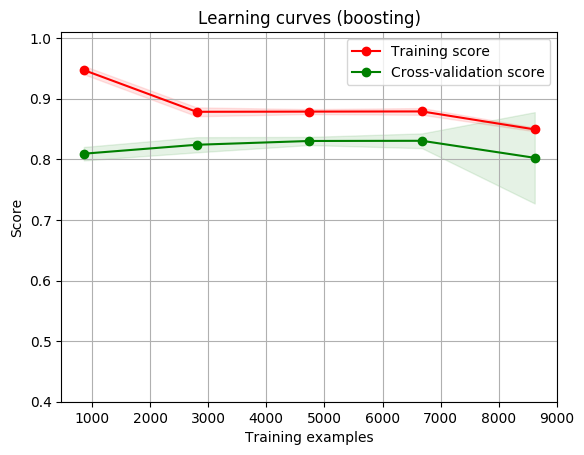 Learning curves (boosting)
Training score
Cross-validation score
1.0
0.9
0.8
0.7
0.6
0.5
0.4
Score
1000 2000 3000 4000 5000 6000 7000 8000 9000
Training examples